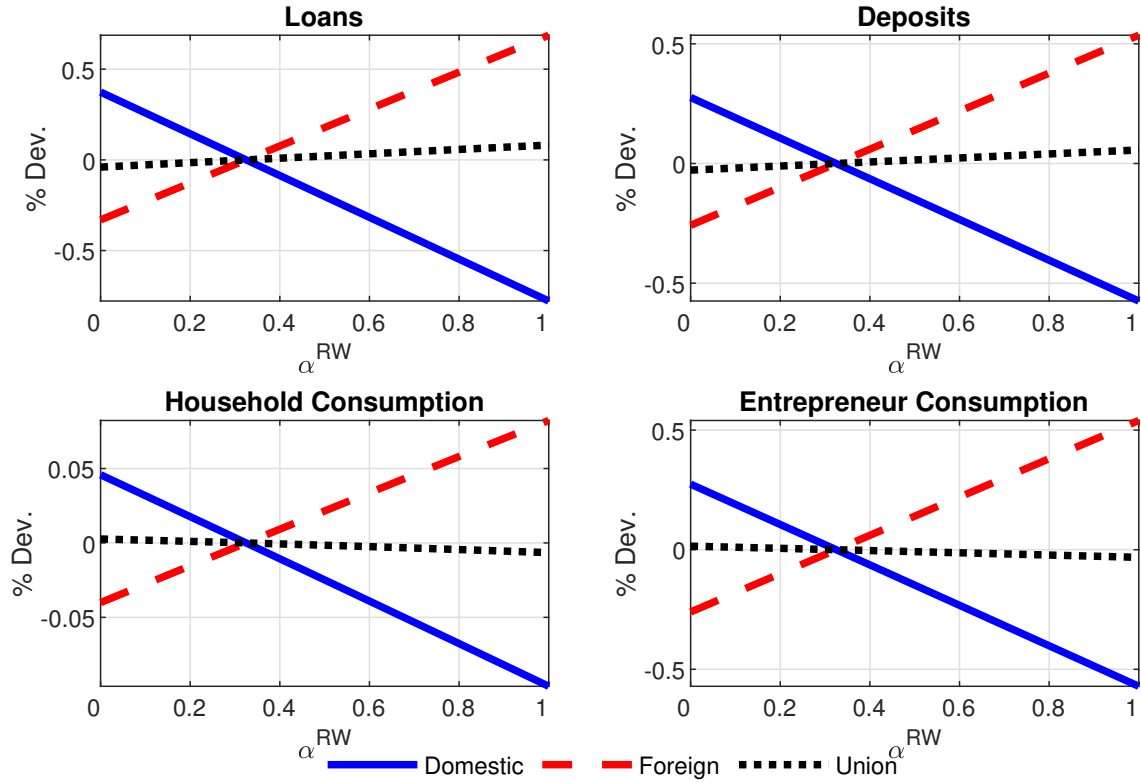 Loans
% Dev.
0.5
0
-0.5
0 0.2 0.4 0.6 0.8 1
α^RW
Deposits
% Dev.
0.5
0
-0.5
0 0.2 0.4 0.6 0.8 1
α^RW
Household Consumption
% Dev.
0.05
0
-0.05
0 0.2 0.4 0.6 0.8 1
α^RW
Entrepreneur Consumption
% Dev.
0.5
0
-0.5
0 0.2 0.4 0.6 0.8 1
α^RW
Domestic Foreign Union